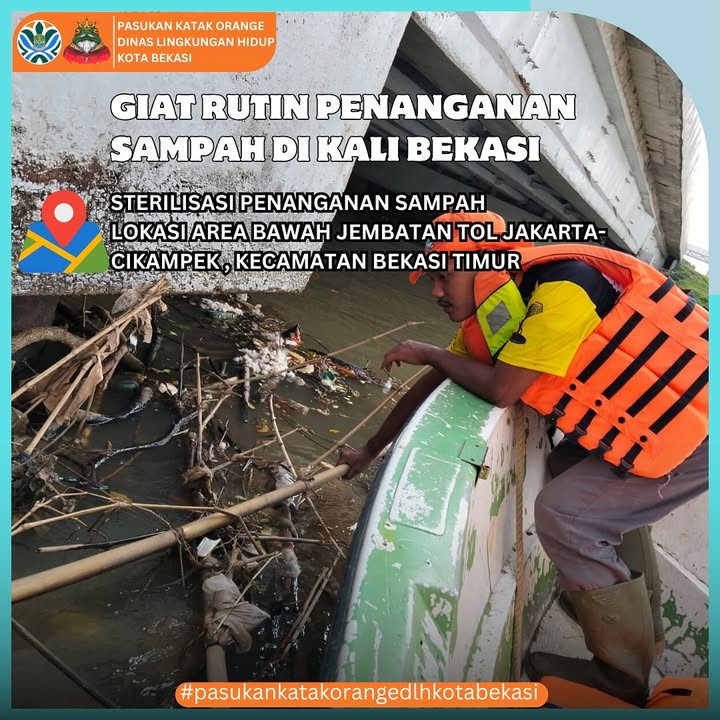 PASUKAN KATAK ORANGE
DINAS LINGKUNGAN HIDUP
KOTA BEKASI
GIAT RUTIN PENANGANAN
SAMPAH DI KALI BEKASI
STERILISASI PENANGANAN SAMPAH
LOKASI AREA BAWAH JEMBATAN TOL JAKARTA-
CIKAMPEK , KECAMATAN BEKASI TIMUR
#pasukankatakorangedlhkotabekasi